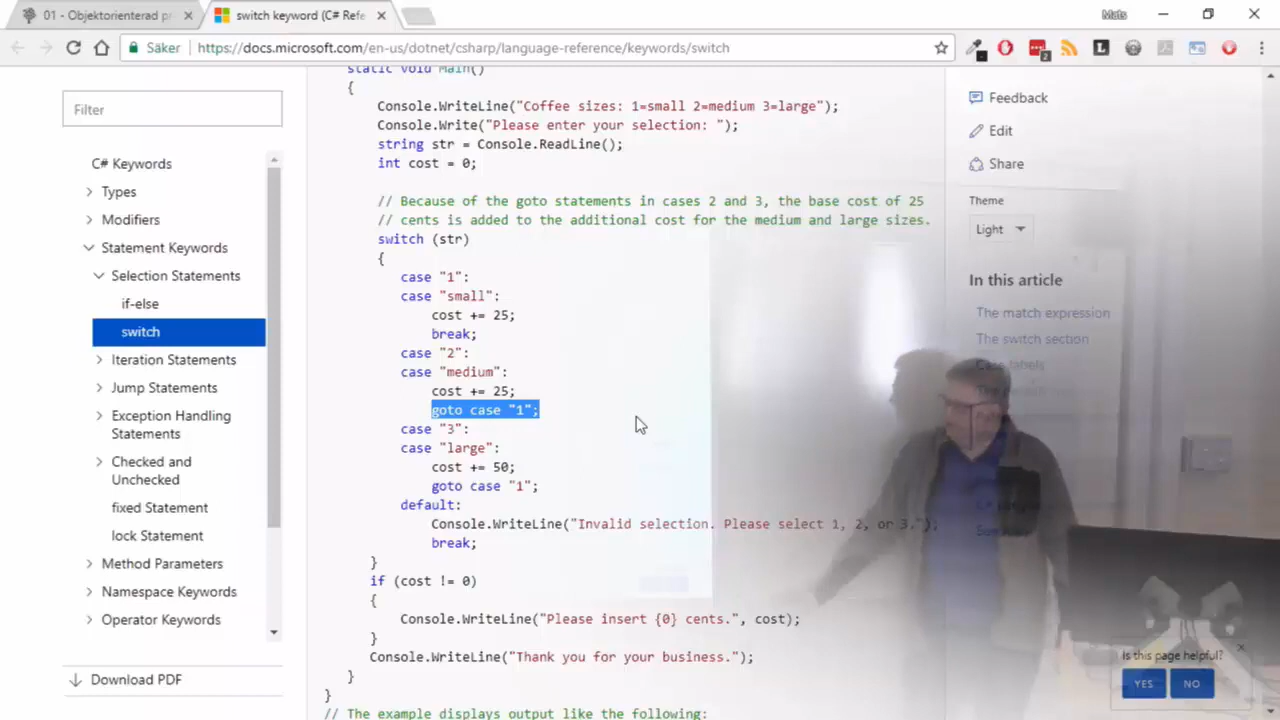 01 - Objektorienterad pr
switch keyword (C# Refe
Mats
Säker
https://docs.microsoft.com/en-us/dotnet/csharp/language-reference/keywords/switch
2
L
Filter
C# Keywords
Types
Modifiers
Statement Keywords
Selection Statements
if-else
switch
Iteration Statements
Jump Statements
Exception Handling
Statements
Checked and
Unchecked
fixed Statement
lock Statement
Method Parameters
Namespace Keywords
Operator Keywords
Download PDF
static void Main()
{
Console.WriteLine("Coffee sizes: 1=small 2=medium 3=large");
Console.Write("Please enter your selection: ");
string str = Console.ReadLine();
int cost = 0;
// Because of the goto statements in cases 2 and 3, the base cost of 25
// cents is added to the additional cost for the medium and large sizes.
switch (str)
{
case "1":
case "small":
cost += 25;
break;
case "2":
case "medium":
cost += 25;
goto case "1";
case "3":
case "large":
cost += 50;
goto case "1";
default:
Console.WriteLine("Invalid selection. Please select 1, 2, or 3.");
break;
}
if (cost != 0)
{
Console.WriteLine("Please insert {0} cents.", cost);
}
Console.WriteLine("Thank you for your business.");
}
}
// The example displays output like the following:
Feedback
Edit
Share
Theme
Light
In this article
The match expression
The switch section
Case labels
Is this page helpful?
YES
NO